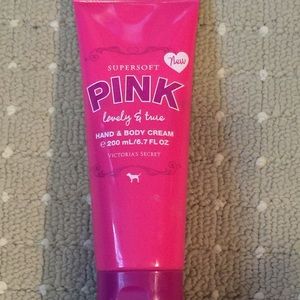 New
SUPERSOFT
PINK
lovely & true
HAND & BODY CREAM
e 200 mL/6.7 FL OZ
VICTORIA'S SECRET